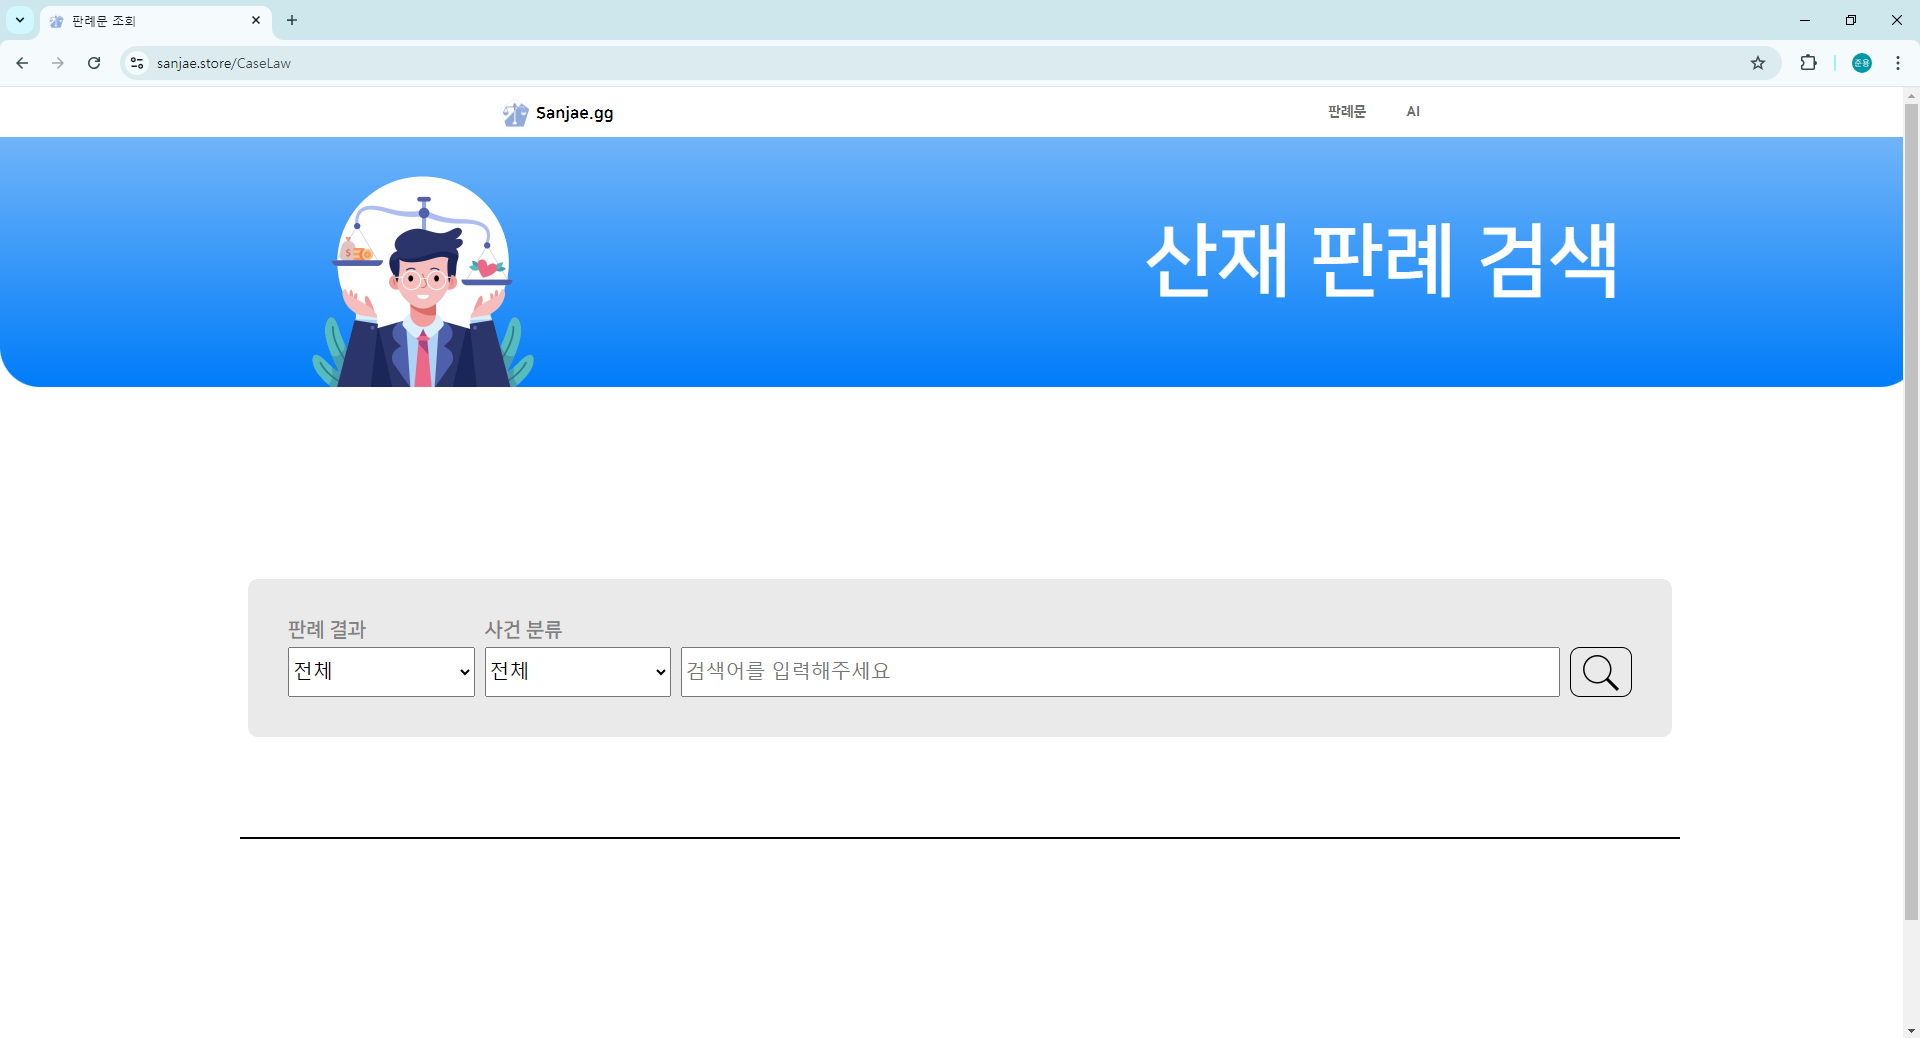 판례문 조회
sanjae.store/CaseLaw
준용
Sanjae.gg
판례문
AI
산재 판례 검색
판례 결과
사건 분류
전체
전체
검색어를 입력해주세요